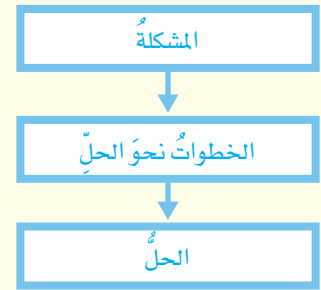 المشكلةُ
الخطواتُ نحوَ الحلِّ
الحلُّ